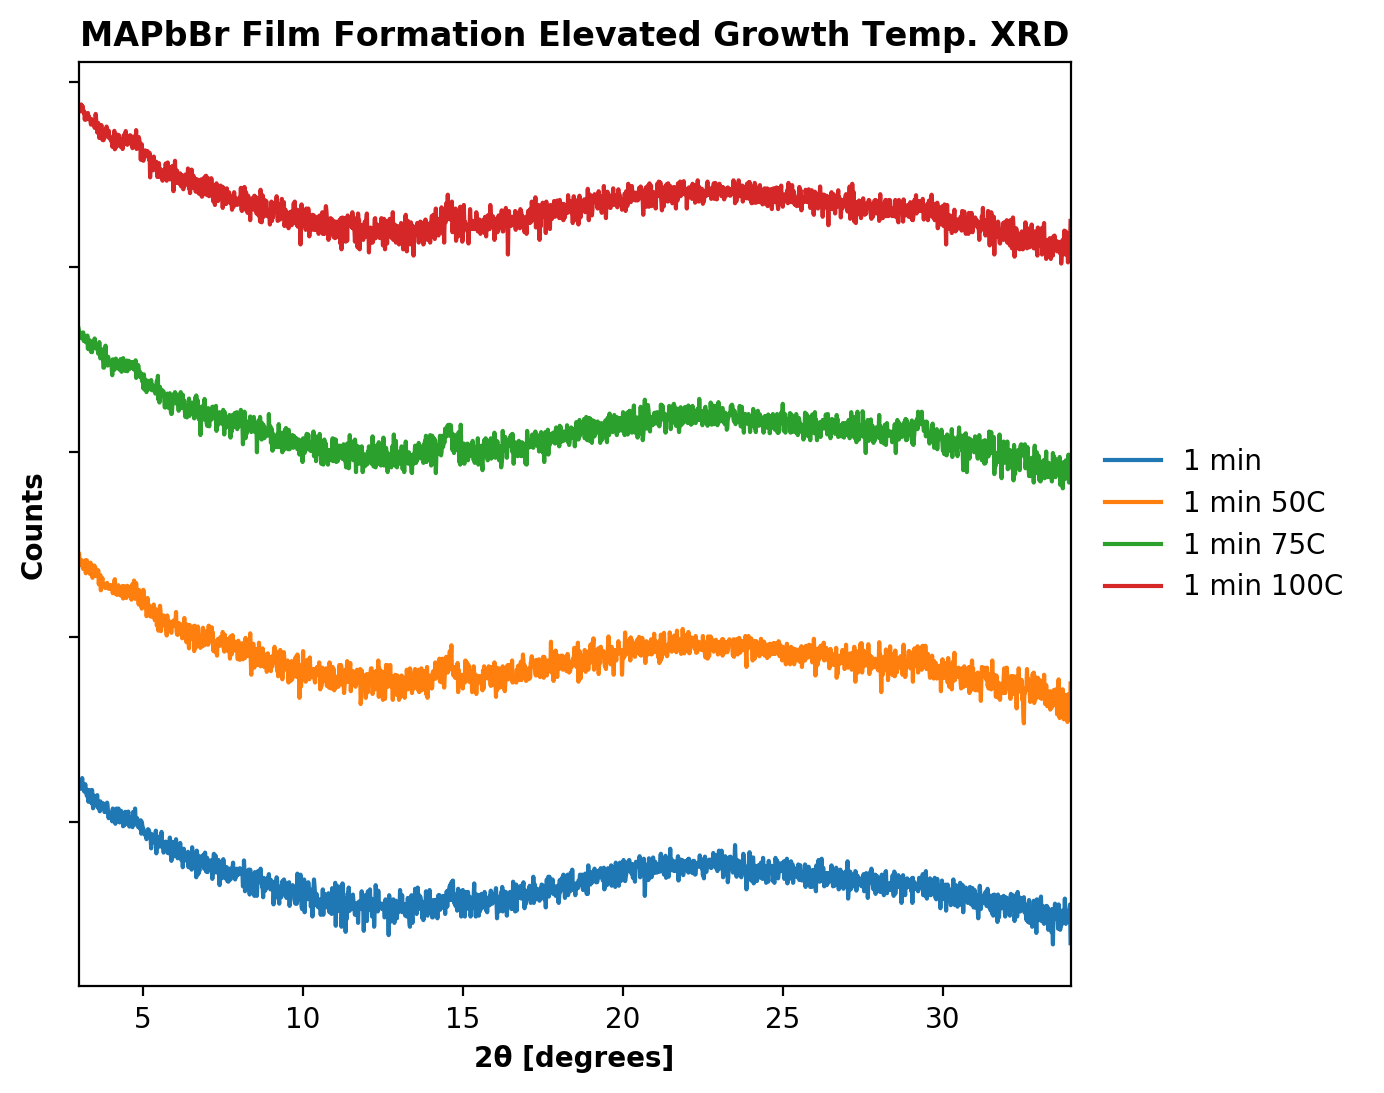 MAPbBr Film Formation Elevated Growth Temp. XRD
Counts
1 min
1 min 50C
1 min 75C
1 min 100C
5 10 15 20 25 30
2θ [degrees]